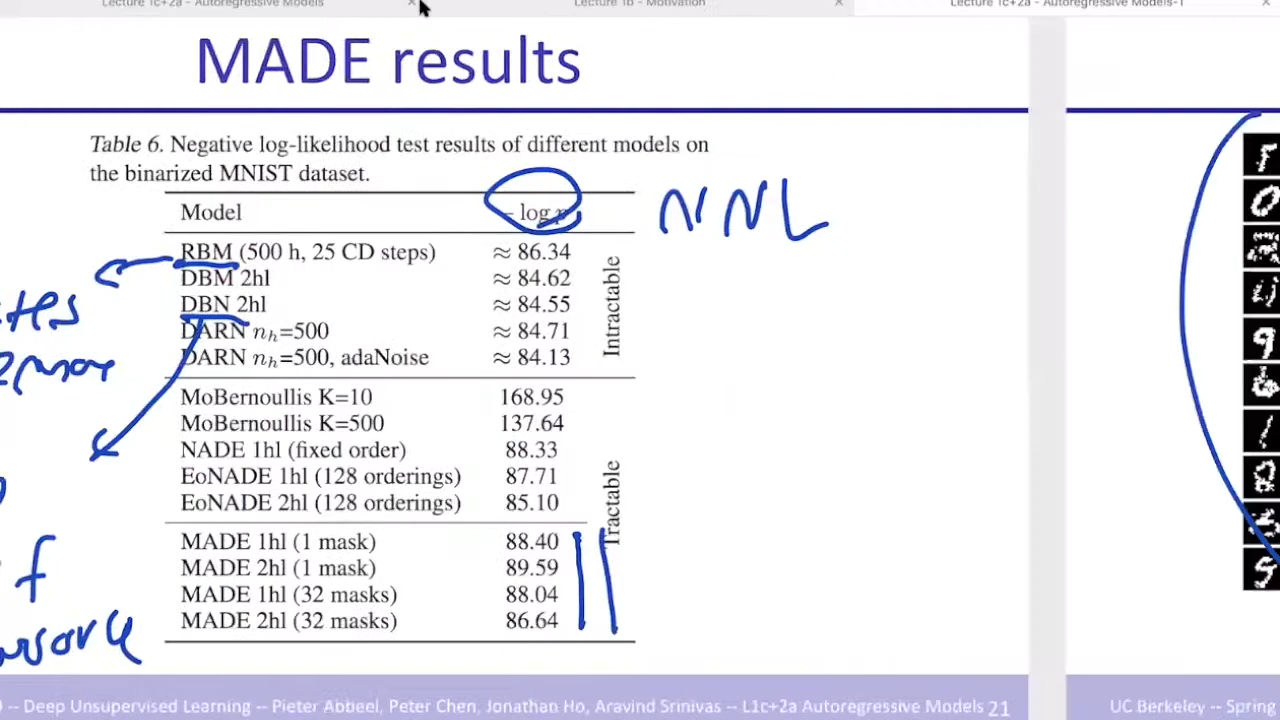 Lecture 1c+2a - Autoregressive Models
Lecture 1b - Motivation
Lecture 1c+2a - Autoregressive Models-1
MADE results
Table 6. Negative log-likelihood test results of different models on
the binarized MNIST dataset.
Model − log p
NNL
RBM (500 h, 25 CD steps) ≈ 86.34
DBM 2hl ≈ 84.62
DBN 2hl ≈ 84.55
DARN nh=500 ≈ 84.71
DARN nh=500, adaNoise ≈ 84.13
Intractable
MoBernoullis K=10 168.95
MoBernoullis K=500 137.64
NADE 1hl (fixed order) 88.33
EoNADE 1hl (128 orderings) 87.71
EoNADE 2hl (128 orderings) 85.10
MADE 1hl (1 mask) 88.40
MADE 2hl (1 mask) 89.59
MADE 1hl (32 masks) 88.04
MADE 2hl (32 masks) 86.64
Tractable
-- Deep Unsupervised Learning -- Pieter Abbeel, Peter Chen, Jonathan Ho, Aravind Srinivas -- L1c+2a Autoregressive Models 21
UC Berkeley -- Spring